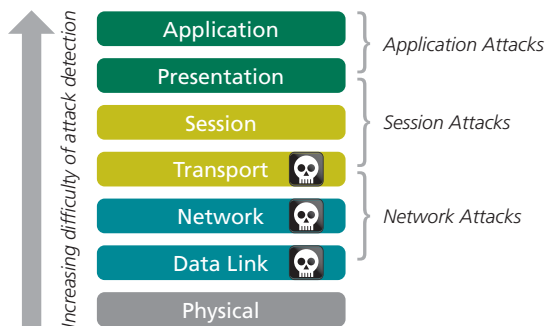 Increasing difficulty of attack detection
Application
Presentation
Session
Transport
Network
Data Link
Physical
Application Attacks
Session Attacks
Network Attacks